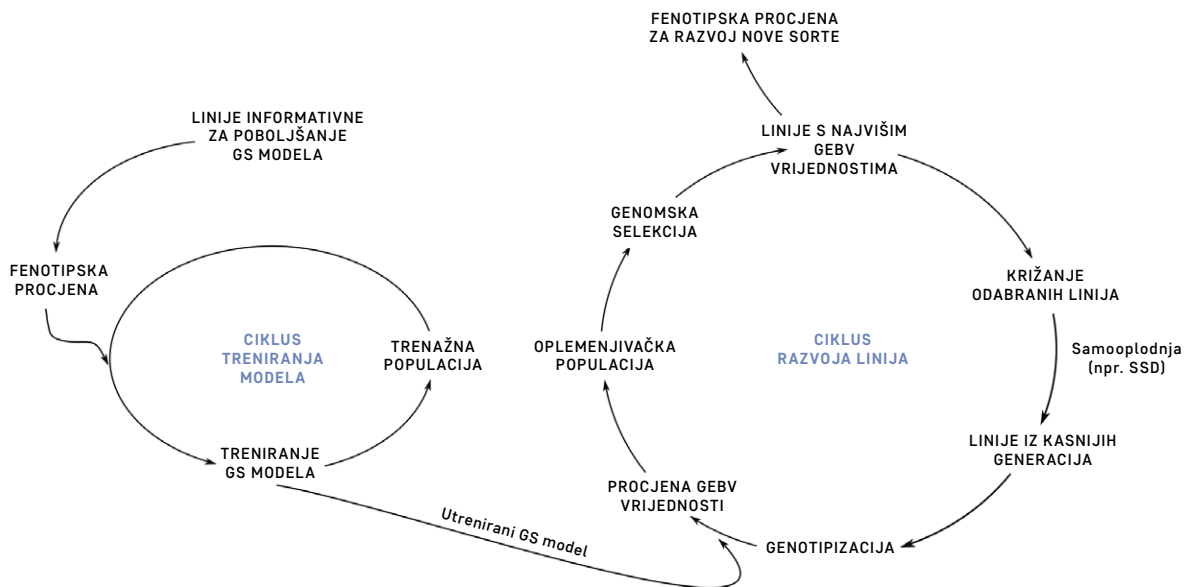 FENOTIPSKA PROCJENA
ZA RAZVOJ NOVE SORTE
LINIJE INFORMATIVNE
ZA POBOLJŠANJE
GS MODELA
LINIJE S NAJVIŠIM
GEBV
VRIJEDNOSTIMA
GENOMSKA
SELEKCIJA
FENOTIPSKA
PROCJENA
KRIŽANJE
ODABRANIH LINIJA
CIKLUS
TRENIRANJA
MODELA
TRENAŽNA
POPULACIJA
OPLEMENJIVAČKA
POPULACIJA
CIKLUS
RAZVOJA LINIJA
Samooplodnja
(npr. SSD)
TRENIRANJE
GS MODELA
LINIJE IZ KASNIJIH
GENERACIJA
PROCJENA GEBV
VRIJEDNOSTI
Utrenirani GS model
GENOTIPIZACIJA